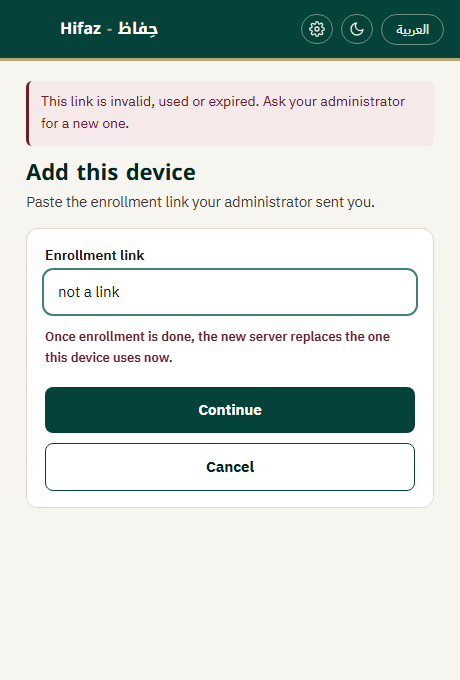 Hifaz - حِفاظ
العربية
This link is invalid, used or expired. Ask your administrator
for a new one.
Add this device
Paste the enrollment link your administrator sent you.
Enrollment link
not a link
Once enrollment is done, the new server replaces the one
this device uses now.
Continue
Cancel